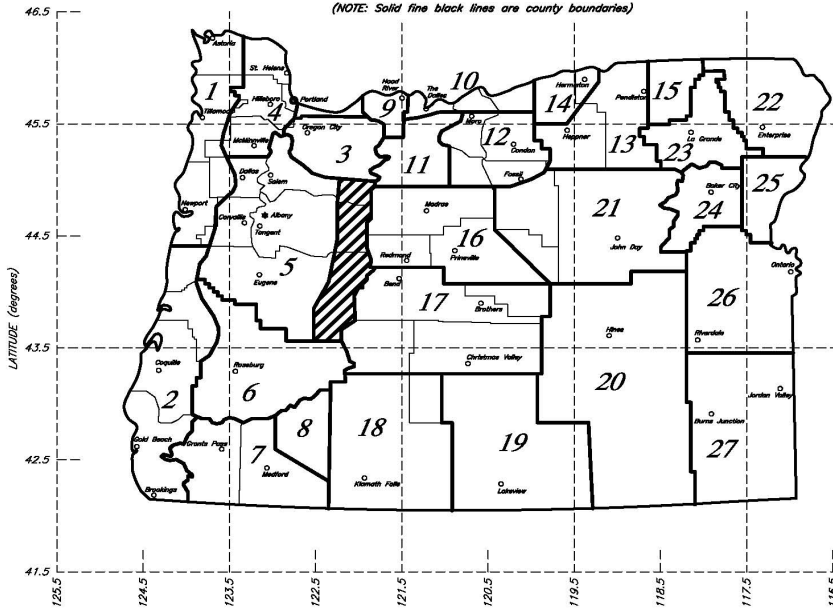 (NOTE: Solid fine black lines are county boundaries)
46.5
Astoria
St. Helens
Hood River
The Dalles
10
Hermiston
1
Hillsboro
4
Portland
9
14
Pendleton
15
22
Tillamook
45.5
Oregon City
Moro
12
Heppner
13
La Grande
23
Enterprise
McMinnville
3
11
Condon
Fossil
Dallas
Salem
Baker City
24
25
Newport
Albany
Corvallis
Tangent
Madras
16
21
44.5
Redmond
Prineville
John Day
Ontario
5
Eugene
Bend
17
Brothers
26
LATITUDE (degrees)
Hines
Riverdale
43.5
Coquille
Roseburg
Christmas Valley
2
6
20
Jordan Valley
Burns Junction
Gold Beach
Grants Pass
8
18
19
27
42.5
7
Medford
Klamath Falls
Lakeview
Brookings
41.5
125.5
124.5
123.5
122.5
121.5
120.5
119.5
118.5
117.5